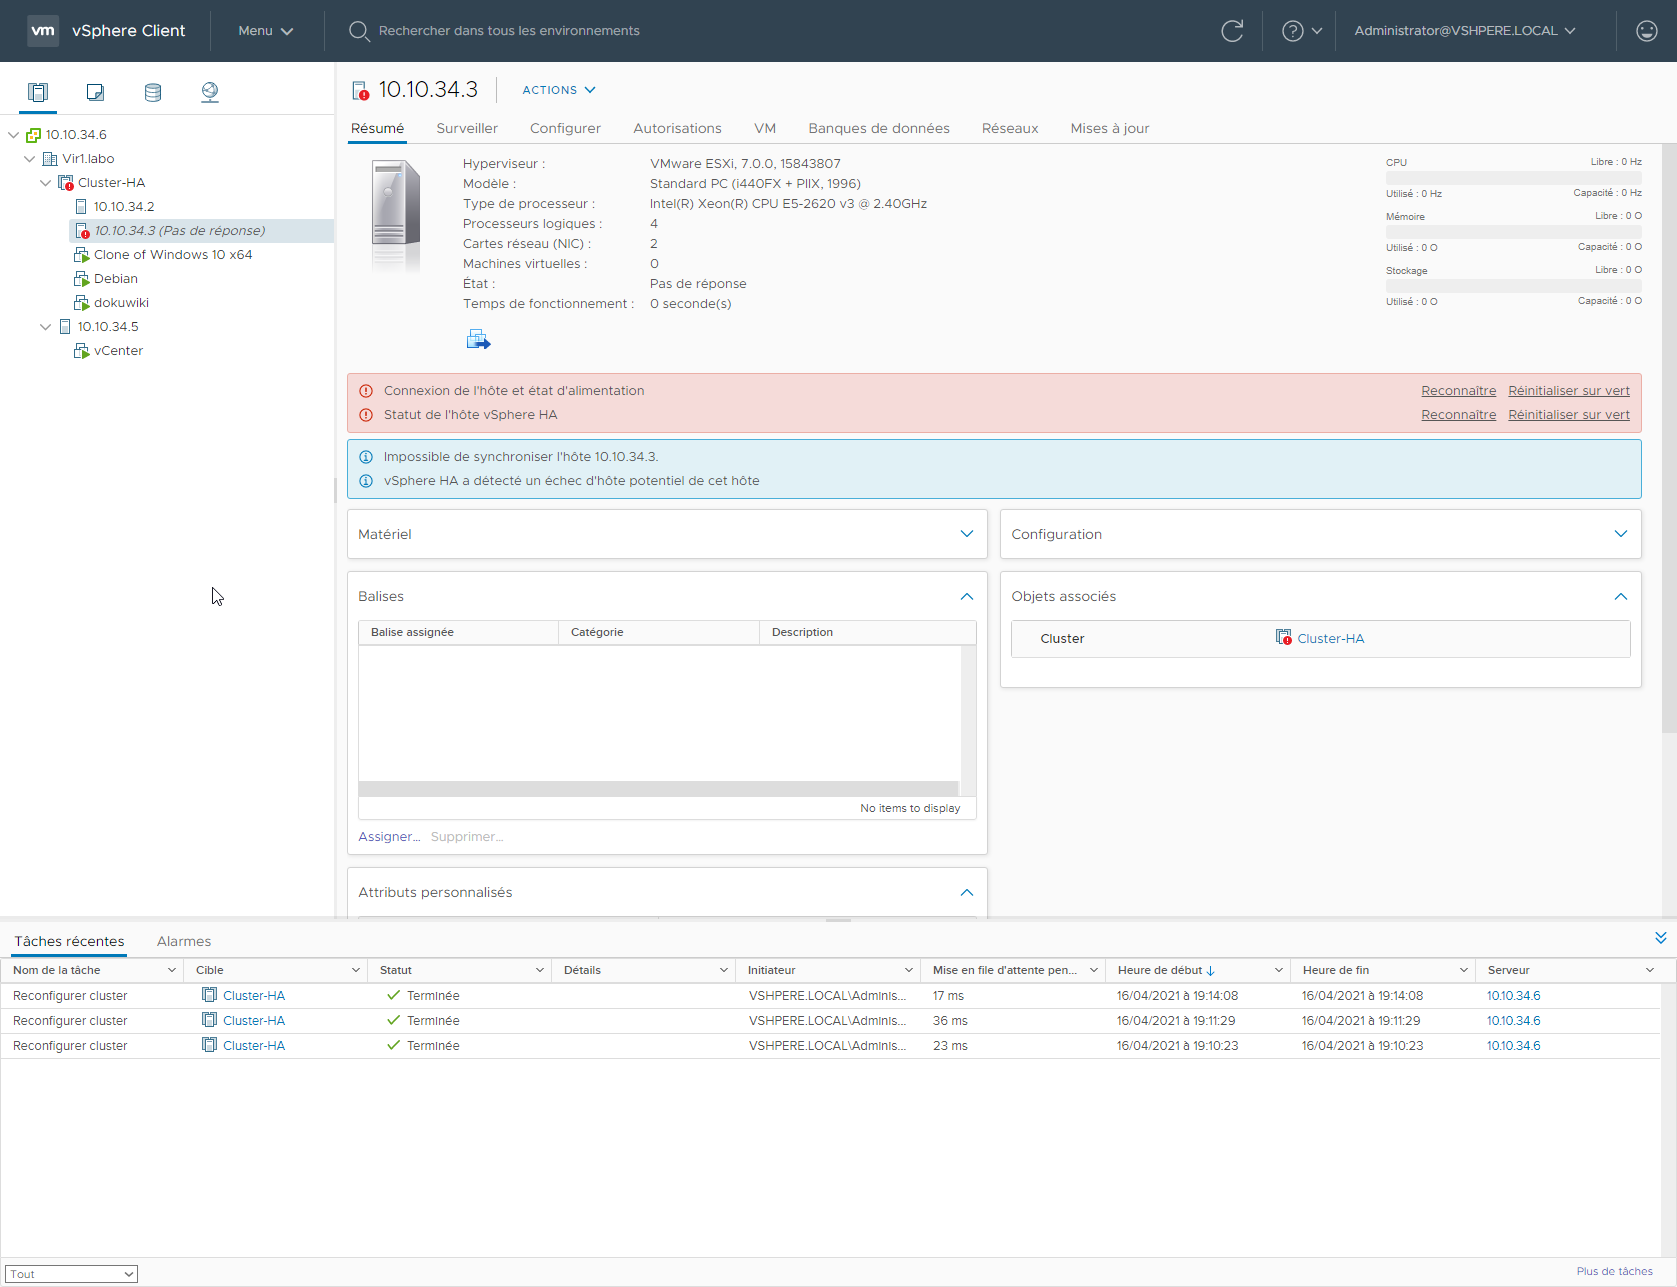 vm vSphere Client Menu Rechercher dans tous les environnements Administrator@VSHPERE.LOCAL
10.10.34.6
Vir1.labo
Cluster-HA
10.10.34.2
10.10.34.3 (Pas de réponse)
Clone of Windows 10 x64
Debian
dokuwiki
10.10.34.5
vCenter
10.10.34.3 ACTIONS
Résumé Surveiller Configurer Autorisations VM Banques de données Réseaux Mises à jour
Hyperviseur : VMware ESXi, 7.0.0, 15843807
Modèle : Standard PC (i440FX + PIIX, 1996)
Type de processeur : Intel(R) Xeon(R) CPU E5-2620 v3 @ 2.40GHz
Processeurs logiques : 4
Cartes réseau (NIC) : 2
Machines virtuelles : 0
État : Pas de réponse
Temps de fonctionnement : 0 seconde(s)
CPU Libre : 0 Hz
Utilisé : 0 Hz Capacité : 0 Hz
Mémoire Libre : 0 O
Utilisé : 0 O Capacité : 0 O
Stockage Libre : 0 O
Utilisé : 0 O Capacité : 0 O
Connexion de l'hôte et état d'alimentation Reconnaître Réinitialiser sur vert
Statut de l'hôte vSphere HA Reconnaître Réinitialiser sur vert
Impossible de synchroniser l'hôte 10.10.34.3.
vSphere HA a détecté un échec d'hôte potentiel de cet hôte
Matériel
Configuration
Balises
Balise assignée Catégorie Description
No items to display
Assigner... Supprimer...
Objets associés
Cluster Cluster-HA
Attributs personnalisés
Tâches récentes Alarmes
Nom de la tâche Cible Statut Détails Initiateur Mise en file d'attente pen... Heure de début Heure de fin Serveur
Reconfigurer cluster Cluster-HA Terminée VSHPERE.LOCAL\Adminis... 17 ms 16/04/2021 à 19:14:08 16/04/2021 à 19:14:08 10.10.34.6
Reconfigurer cluster Cluster-HA Terminée VSHPERE.LOCAL\Adminis... 36 ms 16/04/2021 à 19:11:29 16/04/2021 à 19:11:29 10.10.34.6
Reconfigurer cluster Cluster-HA Terminée VSHPERE.LOCAL\Adminis... 23 ms 16/04/2021 à 19:10:23 16/04/2021 à 19:10:23 10.10.34.6
Tout Plus de tâches